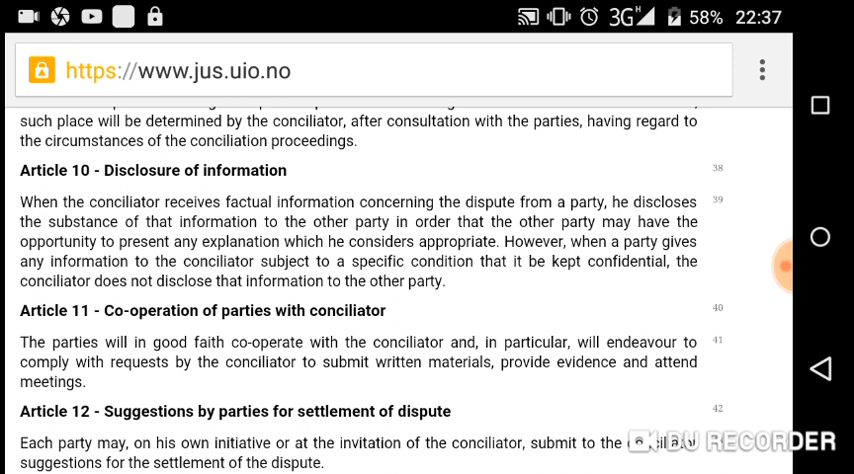 3G H 58% 22:37
https://www.jus.uio.no
such place will be determined by the conciliator, after consultation with the parties, having regard to
the circumstances of the conciliation proceedings.
Article 10 - Disclosure of information 38
When the conciliator receives factual information concerning the dispute from a party, he discloses 39
the substance of that information to the other party in order that the other party may have the
opportunity to present any explanation which he considers appropriate. However, when a party gives
any information to the conciliator subject to a specific condition that it be kept confidential, the
conciliator does not disclose that information to the other party.
Article 11 - Co-operation of parties with conciliator 40
The parties will in good faith co-operate with the conciliator and, in particular, will endeavour to 41
comply with requests by the conciliator to submit written materials, provide evidence and attend
meetings.
Article 12 - Suggestions by parties for settlement of dispute 42
Each party may, on his own initiative or at the invitation of the conciliator, submit to the conciliator
suggestions for the settlement of the dispute.
DU RECORDER